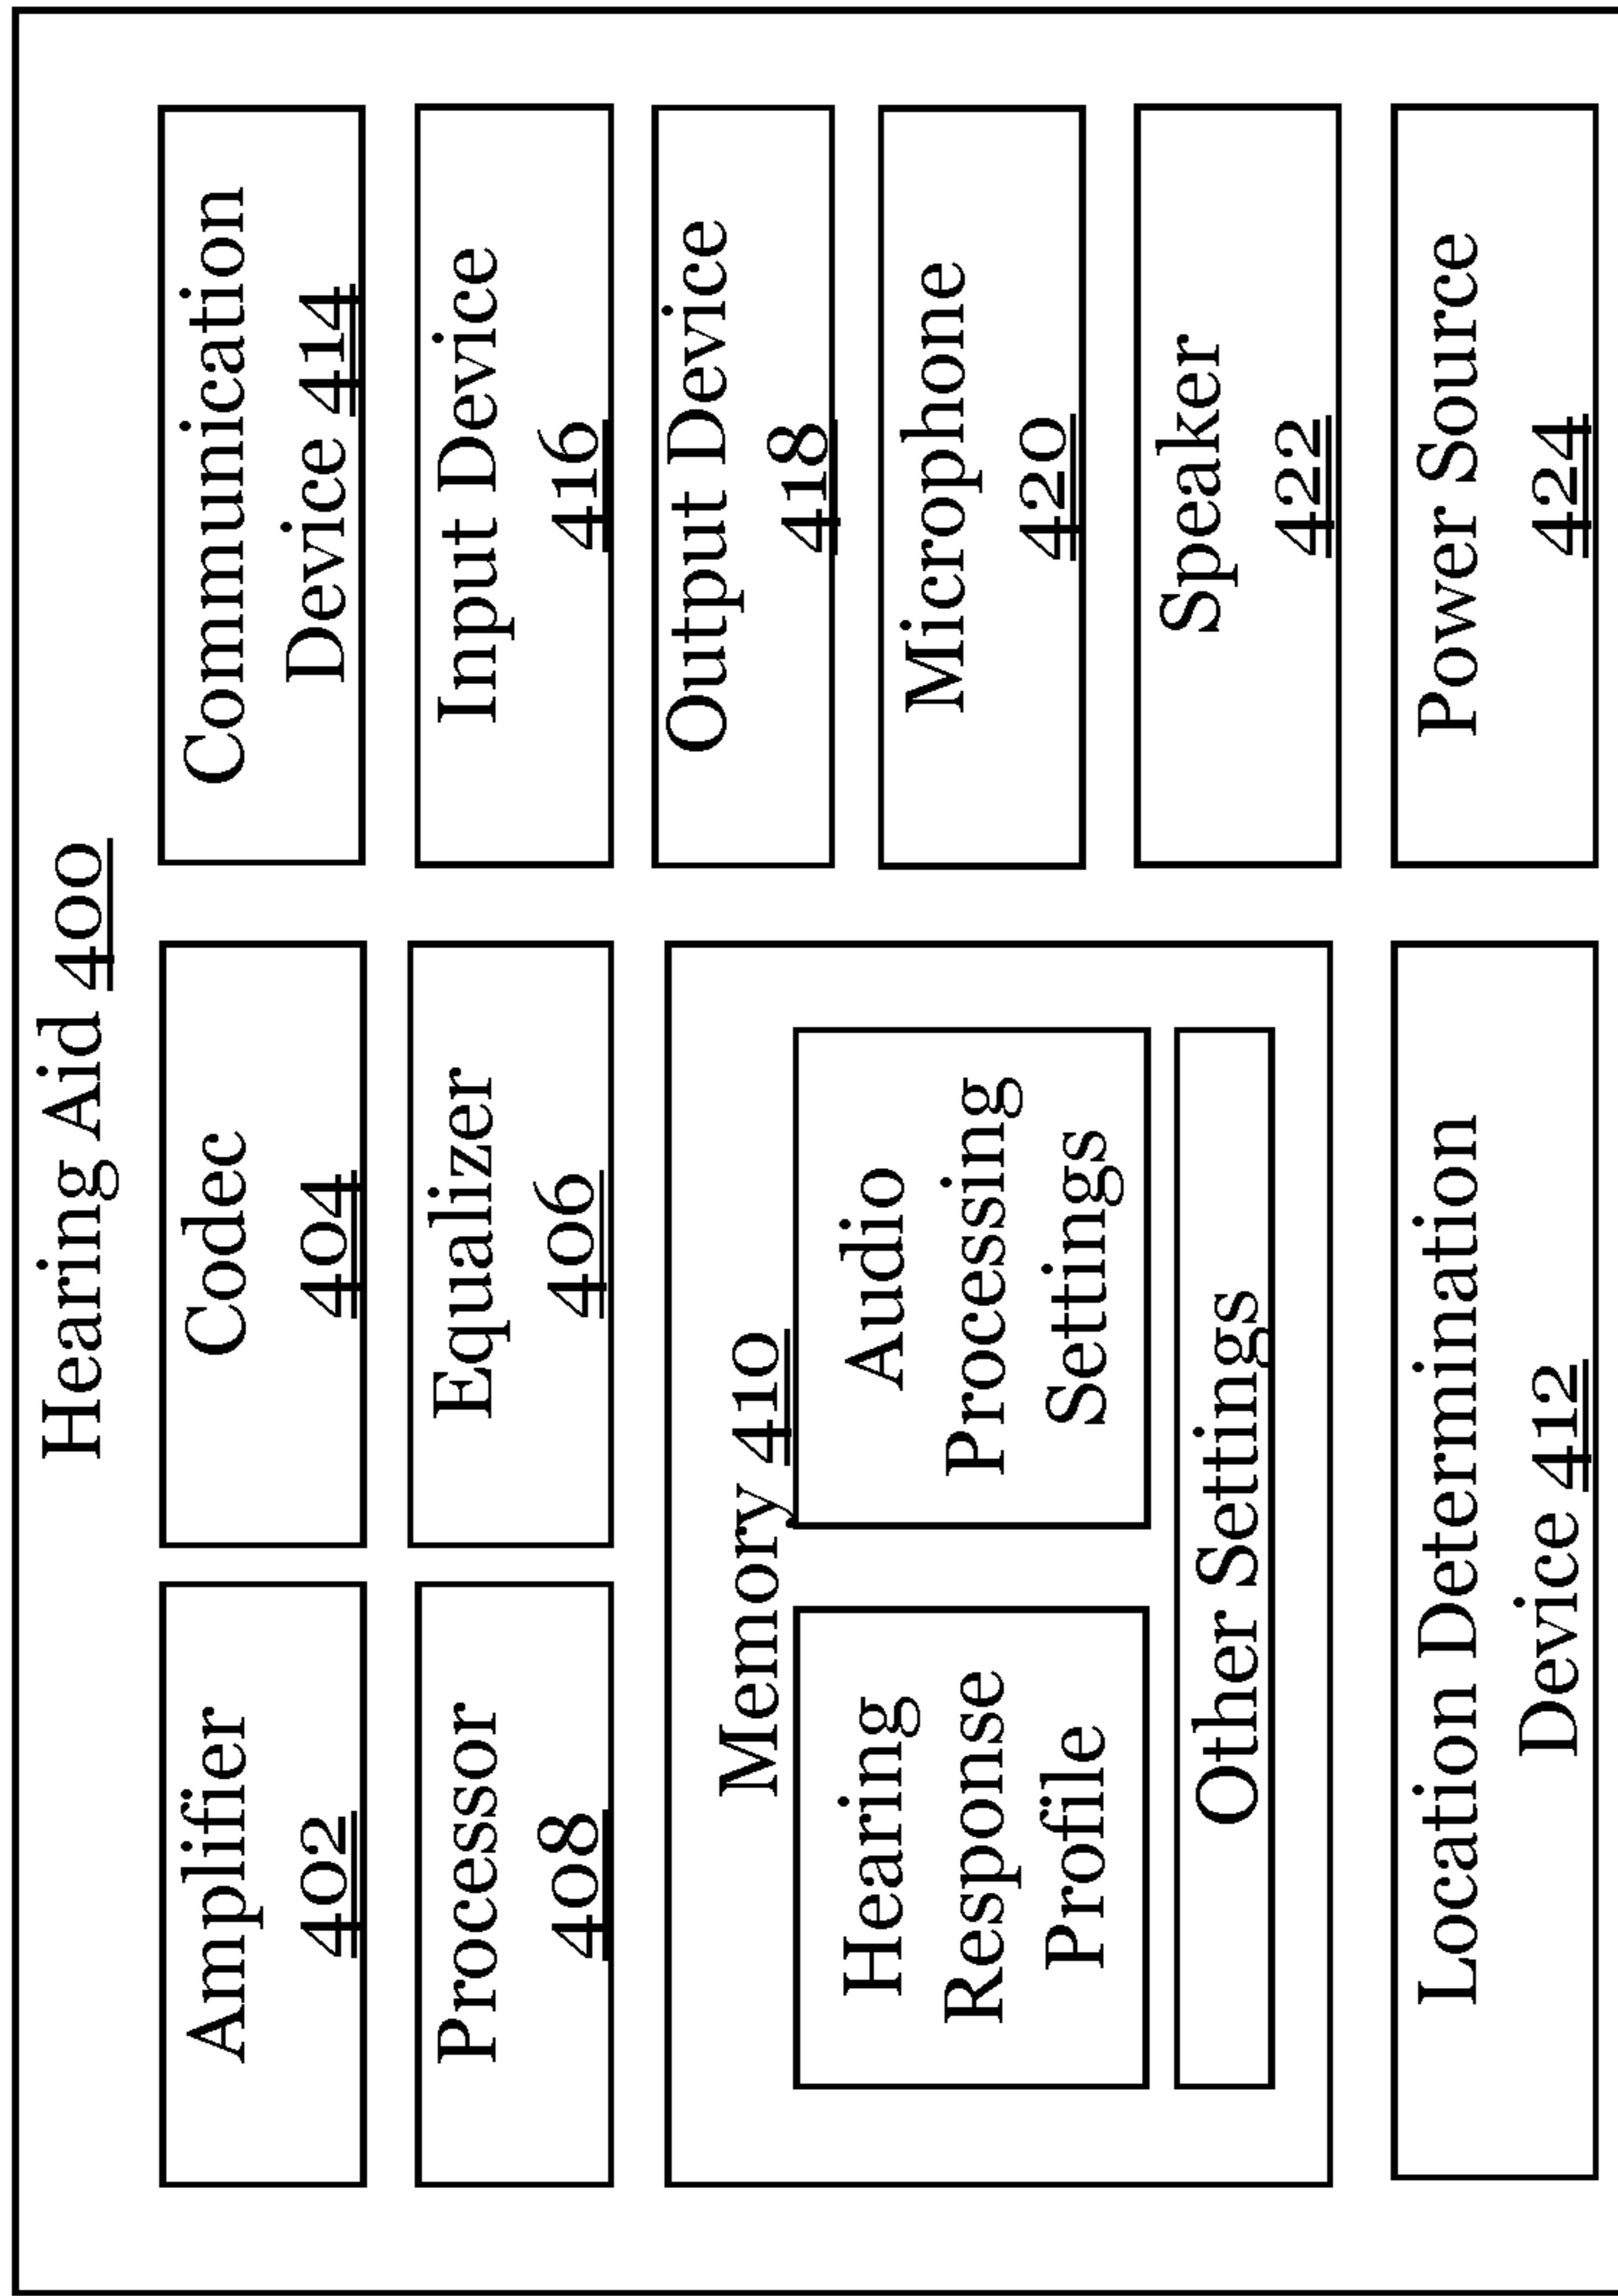 Hearing Aid 400
Amplifier
402
Codec
404
Communication
Device 414
Processor
408
Equalizer
406
Input Device
416
Memory 410
Hearing
Response
Profile
Audio
Processing
Settings
Other Settings
Output Device
418
Microphone
420
Speaker
422
Location Determination
Device 412
Power Source
424